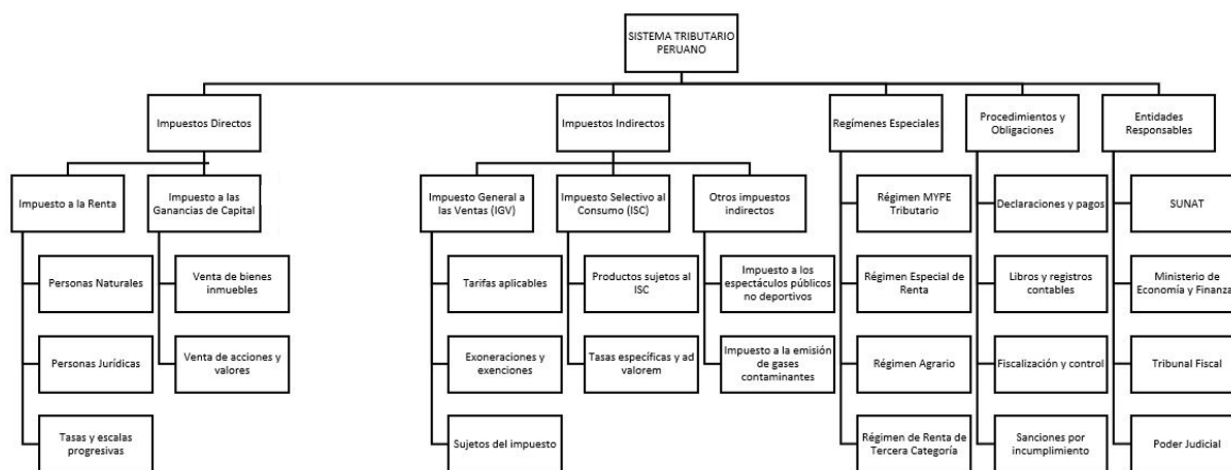 SISTEMA TRIBUTARIO
PERUANO
Impuestos Directos
Impuestos Indirectos
Regímenes Especiales
Procedimientos y
Obligaciones
Entidades
Responsables
Impuesto a la Renta
Impuesto a las
Ganancias de Capital
Impuesto General a
las Ventas (IGV)
Impuesto Selectivo al
Consumo (ISC)
Otros impuestos
indirectos
Régimen MYPE
Tributario
Declaraciones y pagos
SUNAT
Personas Naturales
Venta de bienes
inmuebles
Tarifas aplicables
Productos sujetos al
ISC
Impuesto a los
espectáculos públicos
no deportivos
Régimen Especial de
Renta
Libros y registros
contables
Ministerio de
Economía y Finanza
Personas Jurídicas
Venta de acciones y
valores
Exoneraciones y
exenciones
Tasas específicas y ad
valorem
Impuesto a la emisión
de gases
contaminantes
Régimen Agrario
Fiscalización y control
Tribunal Fiscal
Tasas y escalas
progresivas
Sujetos del impuesto
Régimen de Renta de
Tercera Categoría
Sanciones por
incumplimiento
Poder Judicial